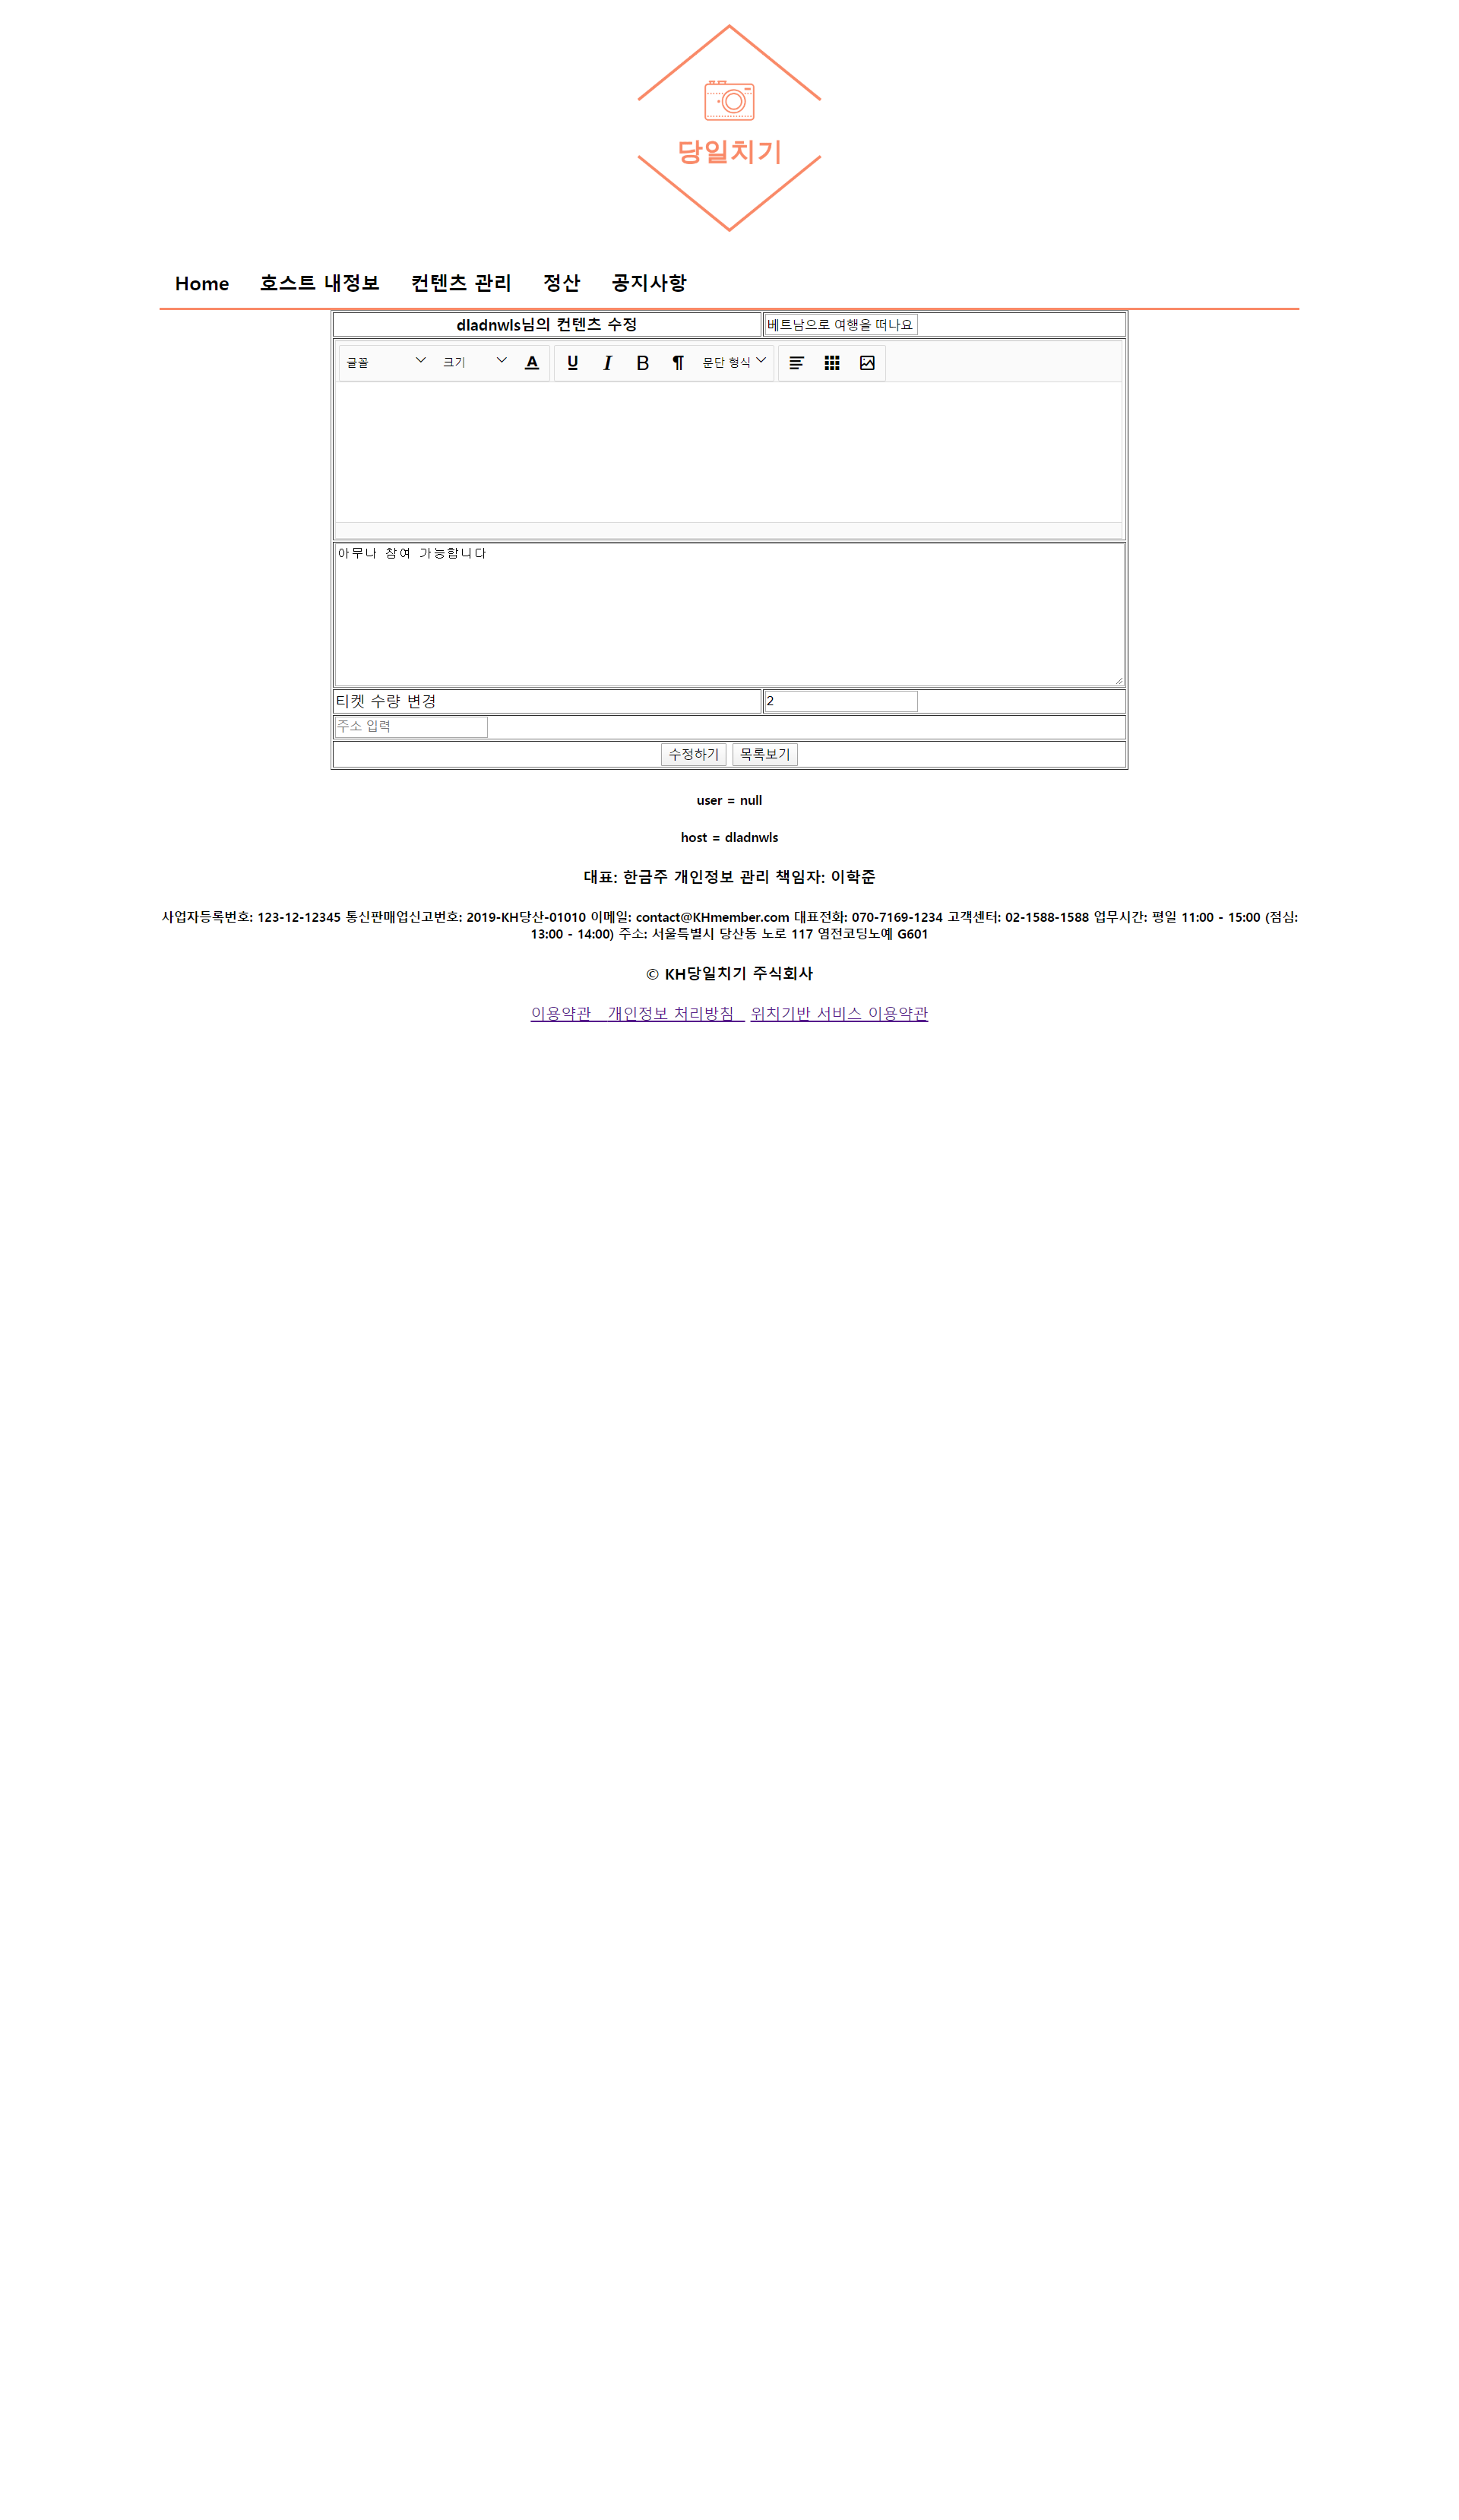 당일치기
Home 호스트 내정보 컨텐츠 관리 정산 공지사항
dladnwls님의 컨텐츠 수정 베트남으로 여행을 떠나요
글꼴 크기 A U I B ¶ 문단 형식
아무나 참여 가능합니다
티켓 수량 변경 2
주소 입력
수정하기 목록보기
user = null
host = dladnwls
대표: 한금주 개인정보 관리 책임자: 이학준
사업자등록번호: 123-12-12345 통신판매업신고번호: 2019-KH당산-01010 이메일: contact@KHmember.com 대표전화: 070-7169-1234 고객센터: 02-1588-1588 업무시간: 평일 11:00 - 15:00 (점심:
13:00 - 14:00) 주소: 서울특별시 당산동 노로 117 염전코딩노예 G601
© KH당일치기 주식회사
이용약관 개인정보 처리방침 위치기반 서비스 이용약관